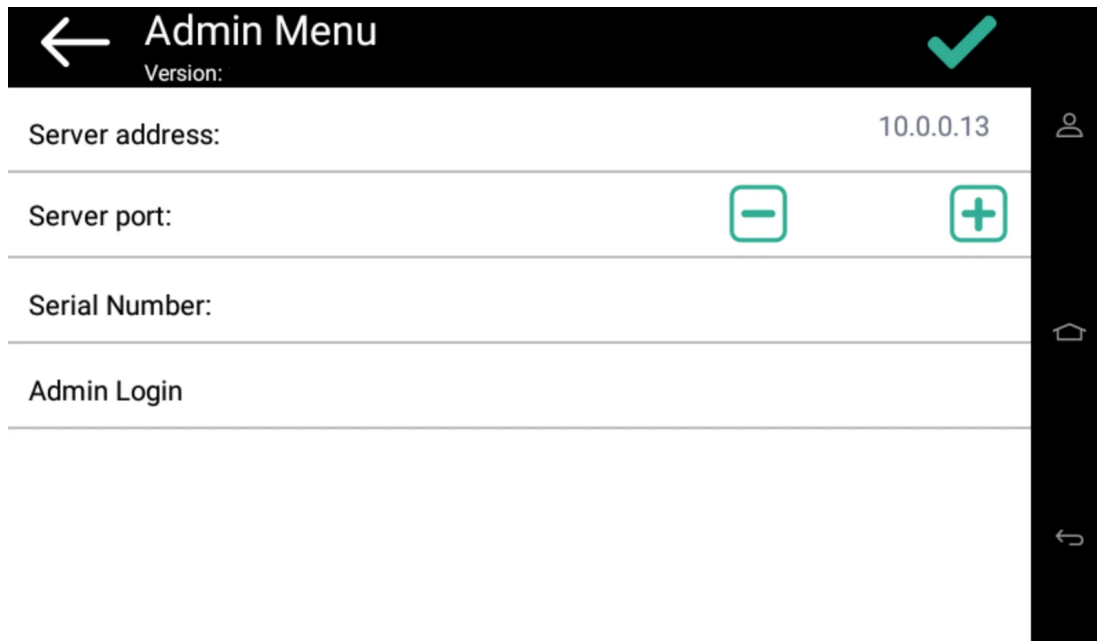 Admin Menu
Version:
Server address: 10.0.0.13
Server port:
Serial Number:
Admin Login